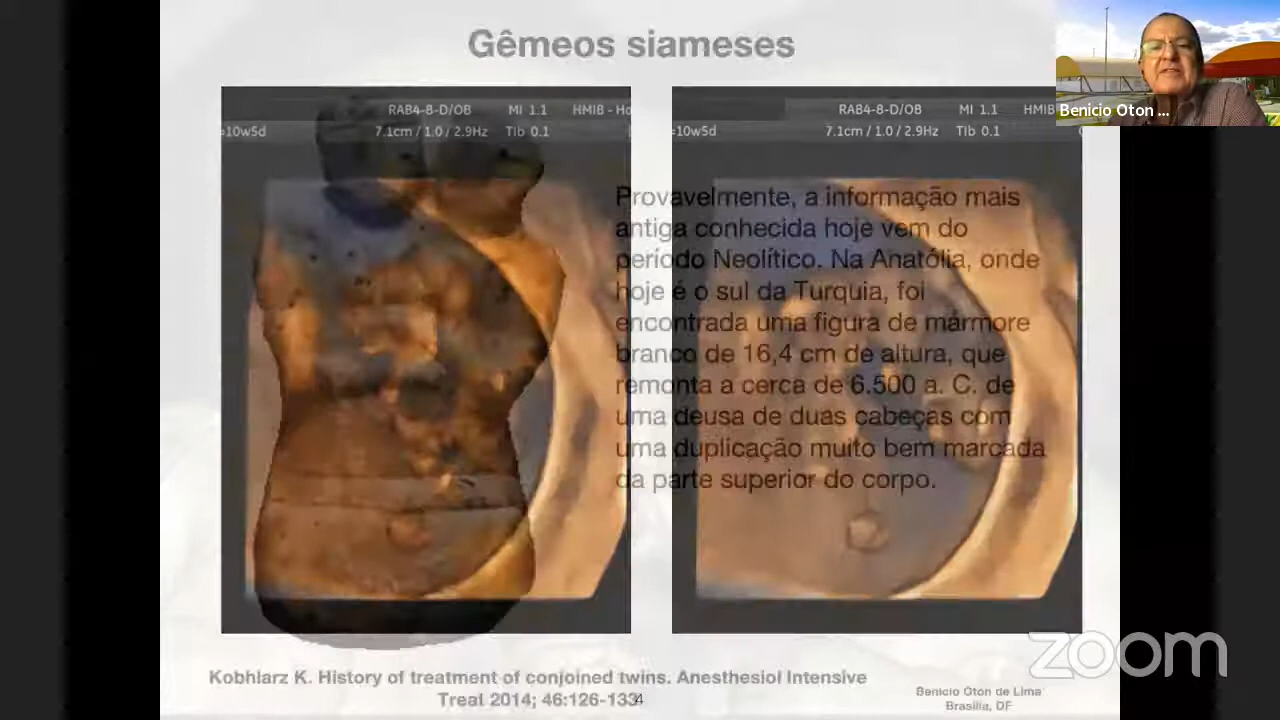 Gêmeos siameses
RAB4-8-D/OB MI 1.1 HMIB - Ho
=10w5d 7.1cm / 1.0 / 2.9Hz TIb 0.1
RAB4-8-D/OB MI 1.1 HMIB
=10w5d 7.1cm / 1.0 / 2.9Hz TIb 0.1
Benicio Oton ...
Provavelmente, a informação mais
antiga conhecida hoje vem do
período Neolítico. Na Anatólia, onde
hoje é o sul da Turquia, foi
encontrada uma figura de mármore
branco de 16,4 cm de altura, que
remonta a cerca de 6.500 a. C. de
uma deusa de duas cabeças com
uma duplicação muito bem marcada
da parte superior do corpo.
zoom
Kobhlarz K. History of treatment of conjoined twins. Anesthesiol Intensive
Treal 2014; 46:126-133
4
Benicio Oton de Lima
Brasília, DF